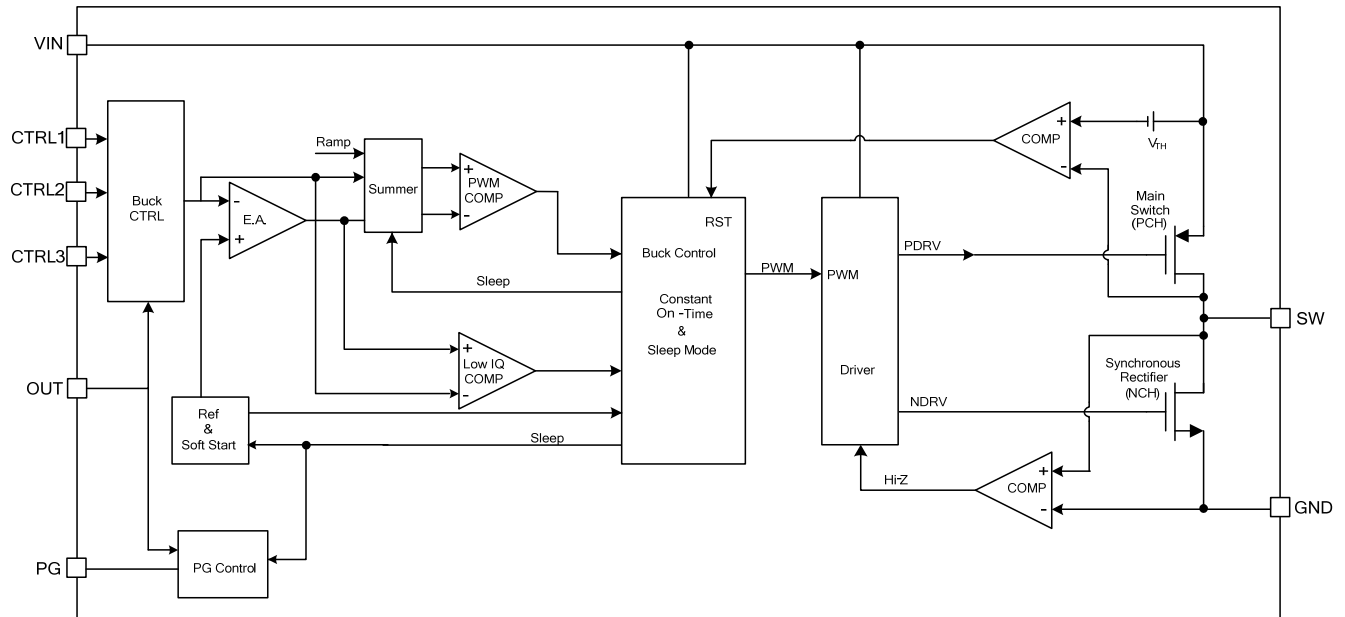 VIN
CTRL1
CTRL2
CTRL3
Buck
CTRL
-
E.A.
+
Ramp
Summer
+
PWM
COMP
-
Sleep
+
Low IQ
COMP
-
OUT
Ref
&
Soft Start
Sleep
PG
PG Control
RST
Buck Control
Constant
On -Time
&
Sleep Mode
PWM
PWM
Driver
PDRV
NDRV
Hi-Z
+
COMP
-
VTH
Main
Switch
(PCH)
SW
Synchronous
Rectifier
(NCH)
+
COMP
-
GND